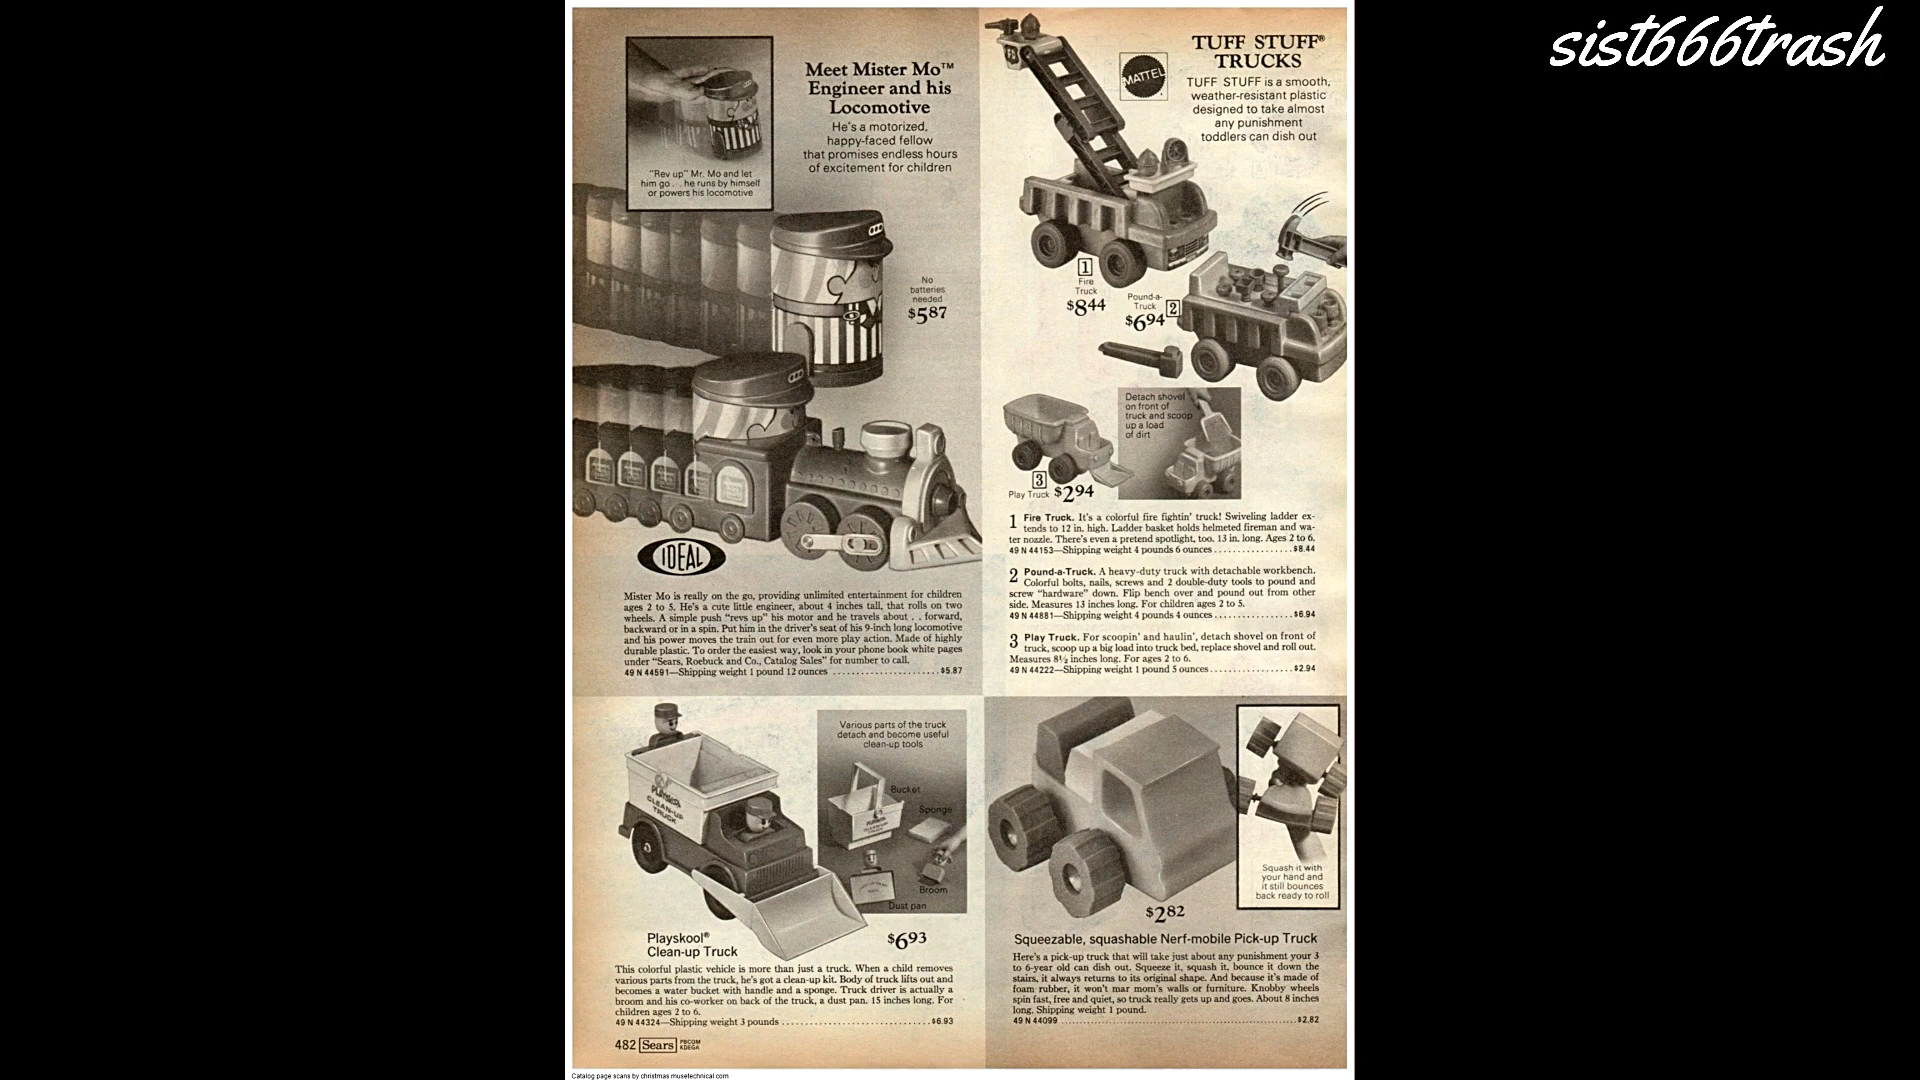 sist666trash
"Rev up" Mr. Mo and let
him go . . he runs by himself
or powers his locomotive
Meet Mister Mo™
Engineer and his
Locomotive
He's a motorized,
happy-faced fellow
that promises endless hours
of excitement for children
No
batteries
needed
$5.87
IDEAL
Mister Mo is really on the go, providing unlimited entertainment for children
ages 2 to 5. He's a cute little engineer, about 4 inches tall, that rolls on two
wheels. A simple push "revs up" his motor and he travels about . . forward,
backward or in a spin. Put him in the driver's seat of his 9-inch long locomotive
and his power moves the train out for even more play action. Made of highly
durable plastic. To order the easiest way, look in your phone book white pages
under "Sears, Roebuck and Co., Catalog Sales" for number to call.
49 N 44591—Shipping weight 1 pound 12 ounces ....................... $5.87
MATTEL
TUFF STUFF®
TRUCKS
TUFF STUFF is a smooth,
weather-resistant plastic
designed to take almost
any punishment
toddlers can dish out
1
Fire
Truck
$8.44
Pound-a-
Truck 2
$6.94
Detach shovel
on front of
truck and scoop
up a load
of dirt
3
Play Truck $2.94
1 Fire Truck. It's a colorful fire fightin' truck! Swiveling ladder ex-
tends to 12 in. high. Ladder basket holds helmeted fireman and wa-
ter nozzle. There's even a pretend spotlight, too. 13 in. long. Ages 2 to 6.
49 N 44153—Shipping weight 4 pounds 6 ounces ................. $8.44
2 Pound-a-Truck. A heavy-duty truck with detachable workbench.
Colorful bolts, nails, screws and 2 double-duty tools to pound and
screw "hardware" down. Flip bench over and pound out from other
side. Measures 13 inches long. For children ages 2 to 5.
49 N 44881—Shipping weight 4 pounds 4 ounces ................. $6.94
3 Play Truck. For scoopin' and haulin', detach shovel on front of
truck, scoop up a big load into truck bed, replace shovel and roll out.
Measures 8½ inches long. For ages 2 to 6.
49 N 44222—Shipping weight 1 pound 5 ounces .................. $2.94
PLAYSKOOL
CLEAN-UP
TRUCK
Various parts of the truck
detach and become useful
clean-up tools
Bucket
Sponge
Broom
Dust pan
Playskool®
Clean-up Truck
$6.93
This colorful plastic vehicle is more than just a truck. When a child removes
various parts from the truck, he's got a clean-up kit. Body of truck lifts out and
becomes a water bucket with handle and a sponge. Truck driver is actually a
broom and his co-worker on back of the truck, a dust pan. 15 inches long. For
children ages 2 to 6.
49 N 44324—Shipping weight 3 pounds ................................ $6.93
Squash it with
your hand and
it still bounces
back ready to roll
$2.82
Squeezable, squashable Nerf-mobile Pick-up Truck
Here's a pick-up truck that will take just about any punishment your 3
to 6-year old can dish out. Squeeze it, squash it, bounce it down the
stairs, it always returns to its original shape. And because it's made of
foam rubber, it won't mar mom's walls or furniture. Knobby wheels
spin fast, free and quiet, so truck really gets up and goes. About 8 inches
long. Shipping weight 1 pound.
49 N 44099 .................................................. $2.82
482 Sears PBCOM
KDEGA
Catalog page scans by christmas.musetechnical.com